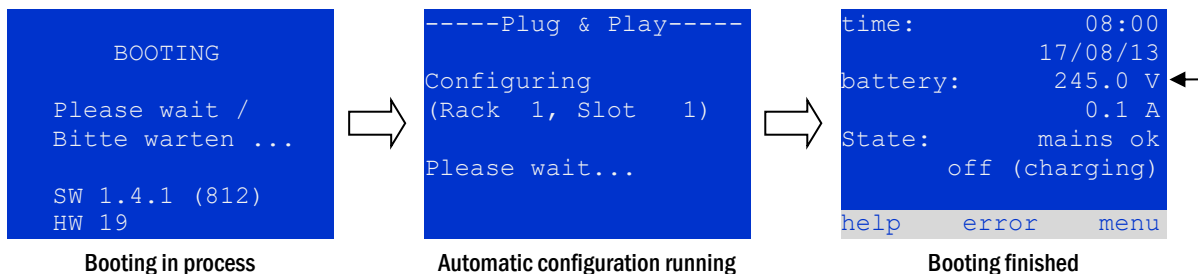 BOOTING
Please wait /
Bitte warten ...
SW 1.4.1 (812)
HW 19
Booting in process
-----Plug & Play-----
Configuring
(Rack 1, Slot 1)
Please wait...
Automatic configuration running
time: 08:00
17/08/13
battery: 245.0 V
0.1 A
State: mains ok
off (charging)
help error menu
Booting finished